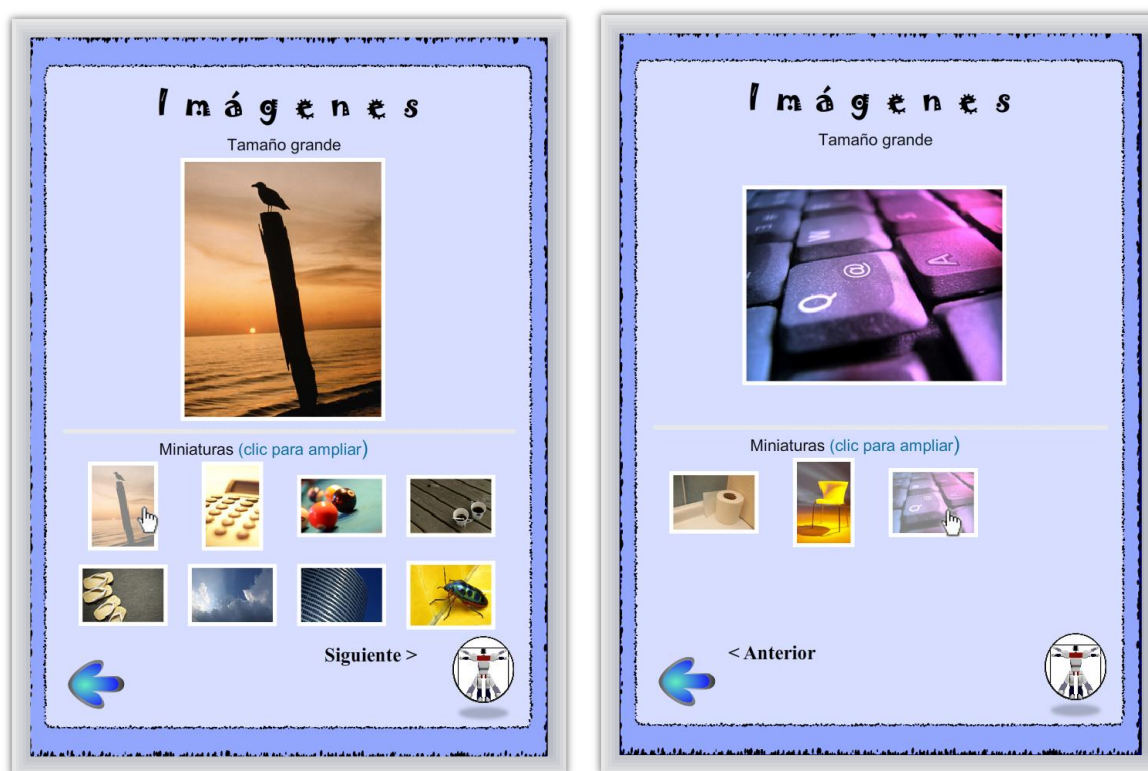 Imágenes
Tamaño grande
Miniaturas (clic para ampliar)
Siguiente >
Imágenes
Tamaño grande
W
S
@
Q
A
Miniaturas (clic para ampliar)
Q
< Anterior